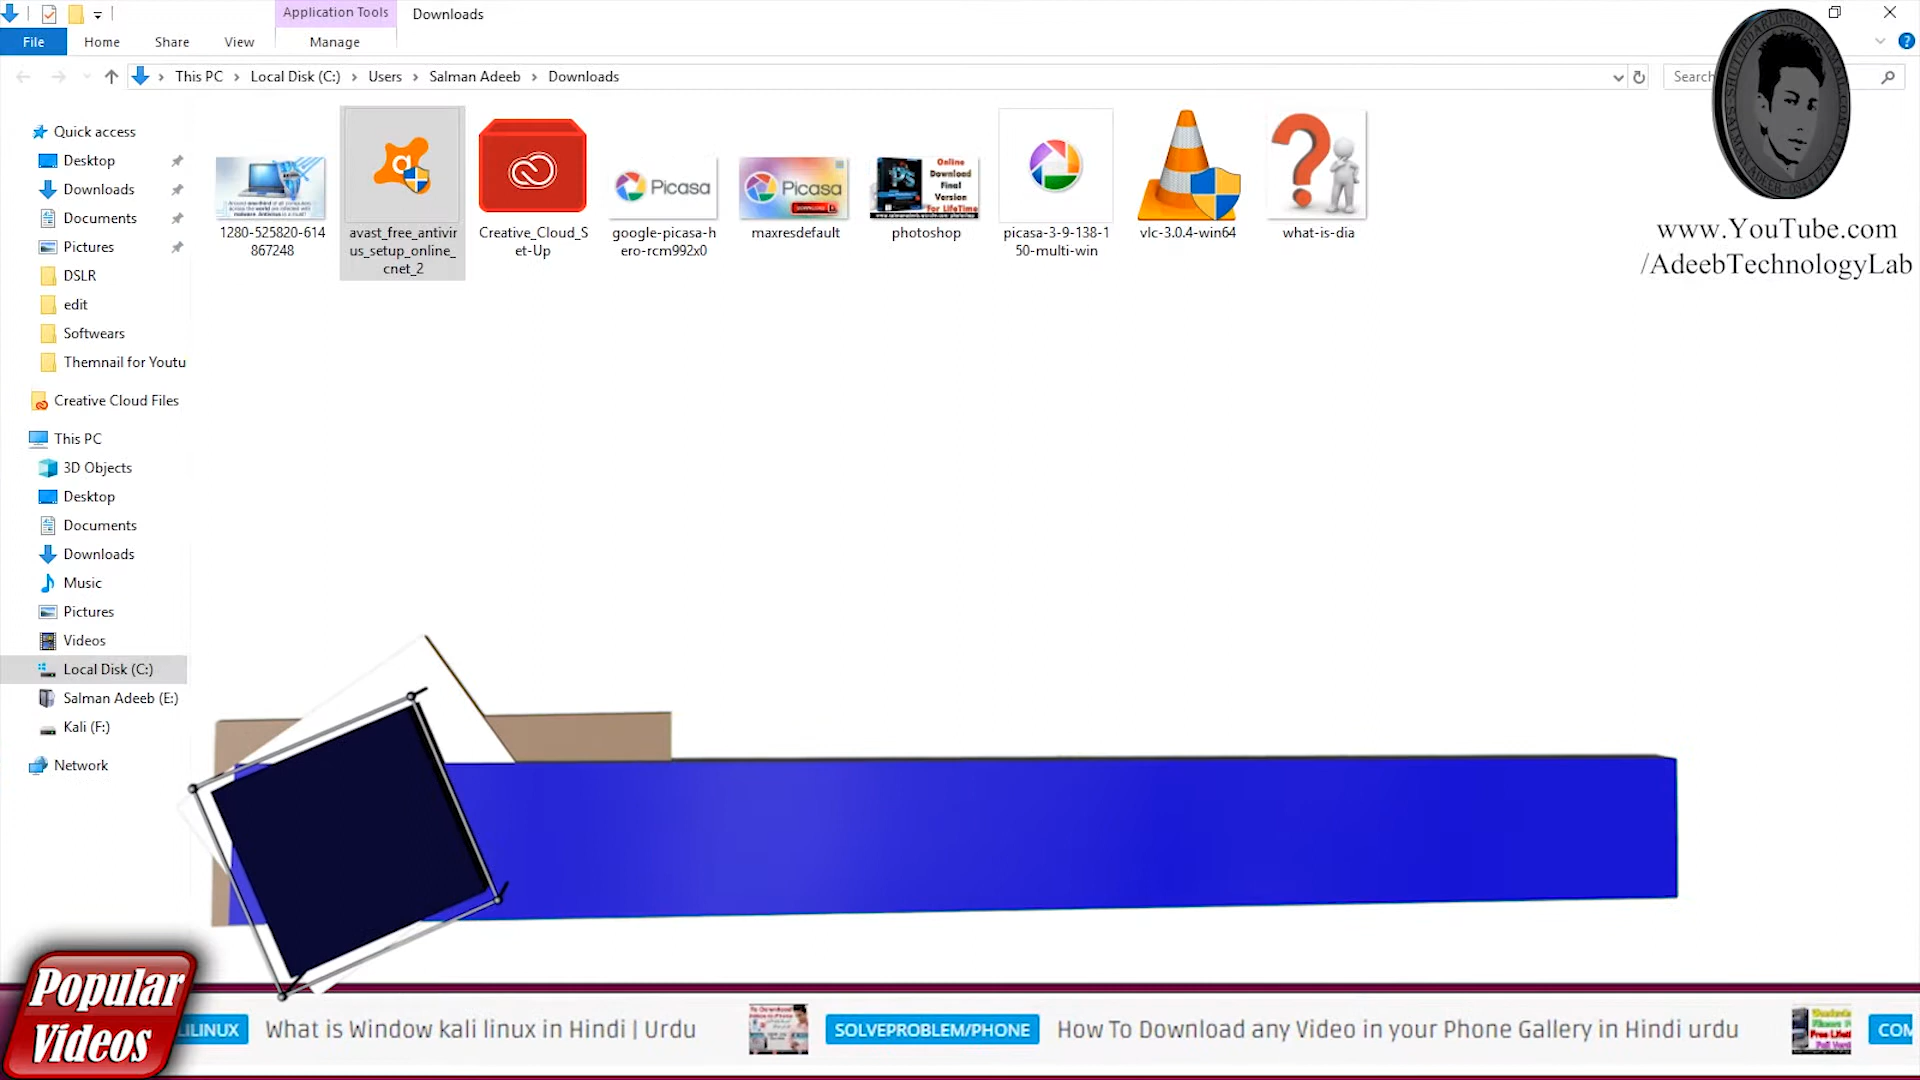 Application Tools
Downloads
File
Home
Share
View
Manage
This PC
Local Disk (C:)
Users
Salman Adeeb
Downloads
Search
Quick access
Desktop
Downloads
Documents
Pictures
DSLR
edit
Softwears
Themnail for Youtu
Creative Cloud Files
This PC
3D Objects
Desktop
Documents
Downloads
Music
Pictures
Videos
Local Disk (C:)
Salman Adeeb (E:)
Kali (F:)
Network
1280-525820-614
867248
avast_free_antivir
us_setup_online_
cnet_2
Creative_Cloud_S
et-Up
Picasa
google-picasa-h
ero-rcm992x0
Picasa
maxresdefault
Online
Download
Final
Version
For LifeTime
photoshop
picasa-3-9-138-1
50-multi-win
vlc-3.0.4-win64
what-is-dia
www.YouTube.com
/AdeebTechnologyLab
Popular
Videos
LILINUX
What is Window kali linux in Hindi | Urdu
SOLVEPROBLEM/PHONE
How To Download any Video in your Phone Gallery in Hindi urdu
COM